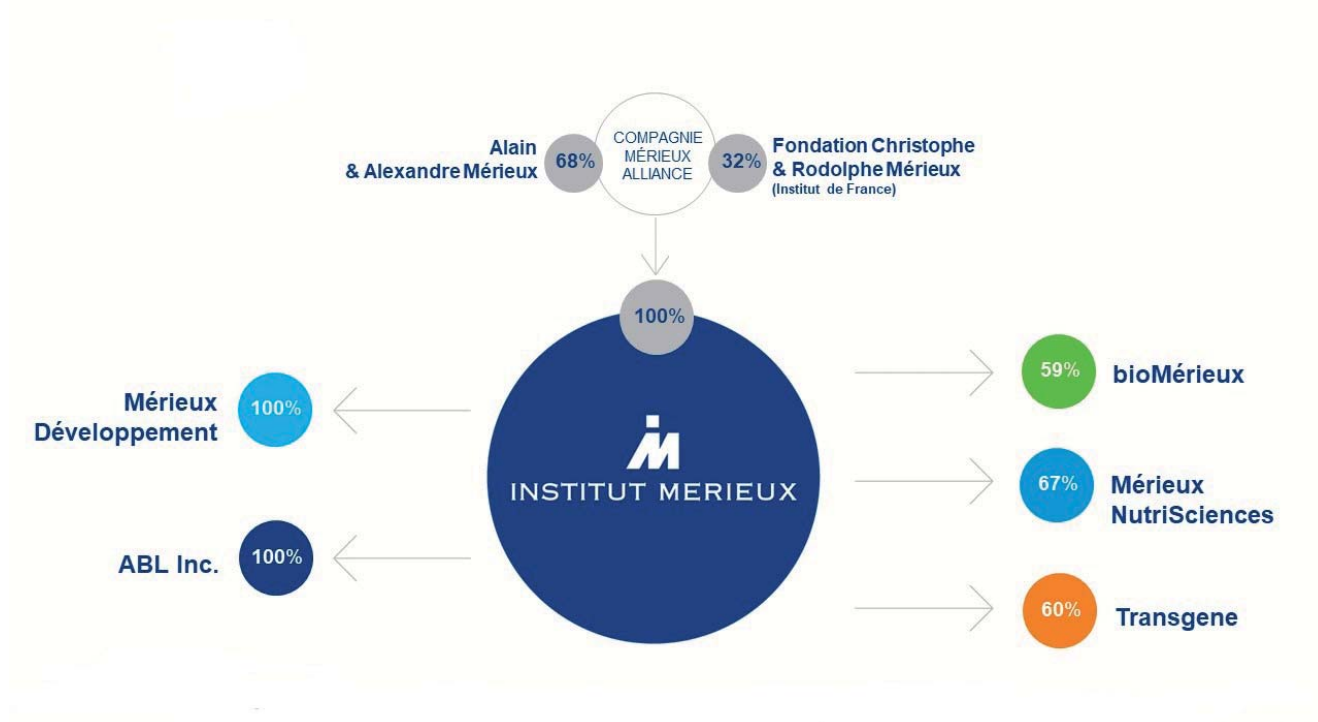 Alain
& Alexandre Mérieux
68%
COMPAGNIE
MÉRIEUX
ALLIANCE
32%
Fondation Christophe
& Rodolphe Mérieux
(Institut de France)
100%
INSTITUT MERIEUX
Mérieux
Développement
100%
ABL Inc.
100%
59%
bioMérieux
67%
Mérieux
NutriSciences
60%
Transgene